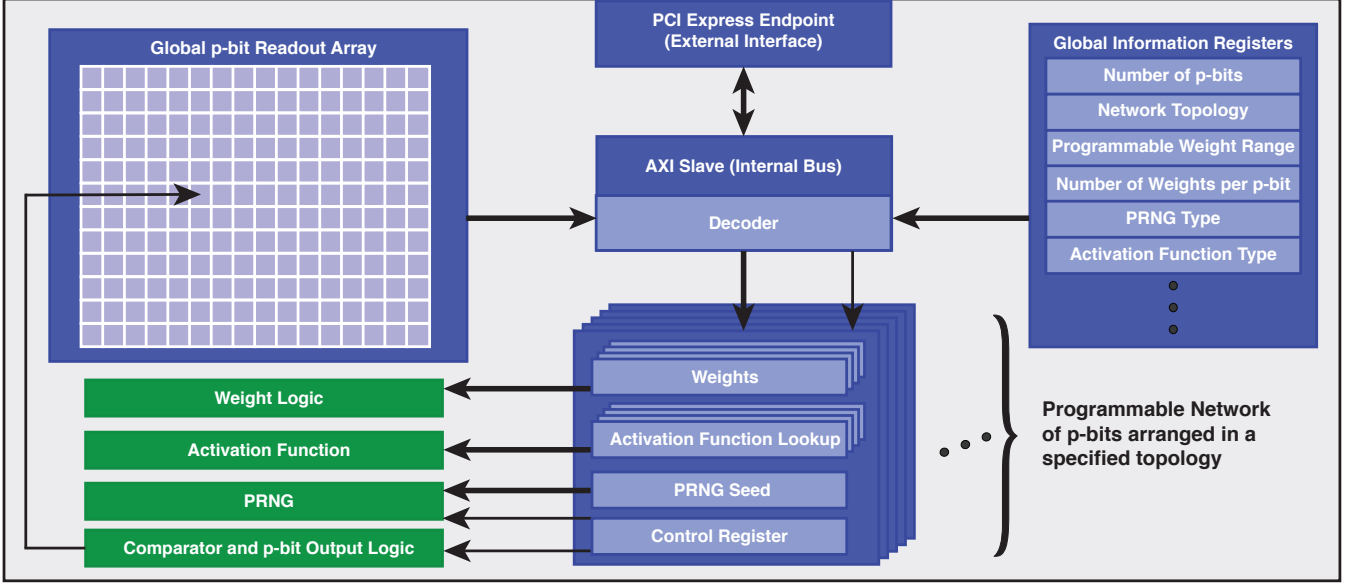 Global p-bit Readout Array
PCI Express Endpoint
(External Interface)
AXI Slave (Internal Bus)
Decoder
Global Information Registers
Number of p-bits
Network Topology
Programmable Weight Range
Number of Weights per p-bit
PRNG Type
Activation Function Type
Weights
Activation Function Lookup
PRNG Seed
Control Register
Weight Logic
Activation Function
PRNG
Comparator and p-bit Output Logic
Programmable Network
of p-bits arranged in a
specified topology